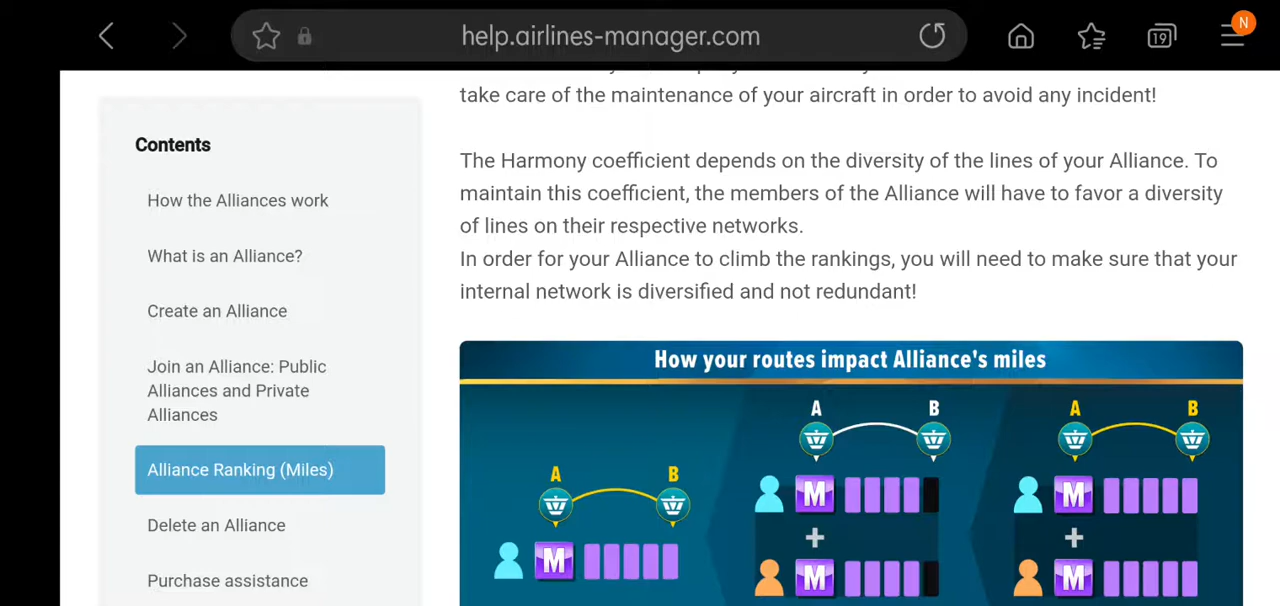 help.airlines-manager.com
19
N
take care of the maintenance of your aircraft in order to avoid any incident!
Contents
How the Alliances work
What is an Alliance?
Create an Alliance
Join an Alliance: Public
Alliances and Private
Alliances
Alliance Ranking (Miles)
Delete an Alliance
Purchase assistance
The Harmony coefficient depends on the diversity of the lines of your Alliance. To
maintain this coefficient, the members of the Alliance will have to favor a diversity
of lines on their respective networks.
In order for your Alliance to climb the rankings, you will need to make sure that your
internal network is diversified and not redundant!
How your routes impact Alliance's miles
A B
M
A B
M
+
M
A B
M
+
M